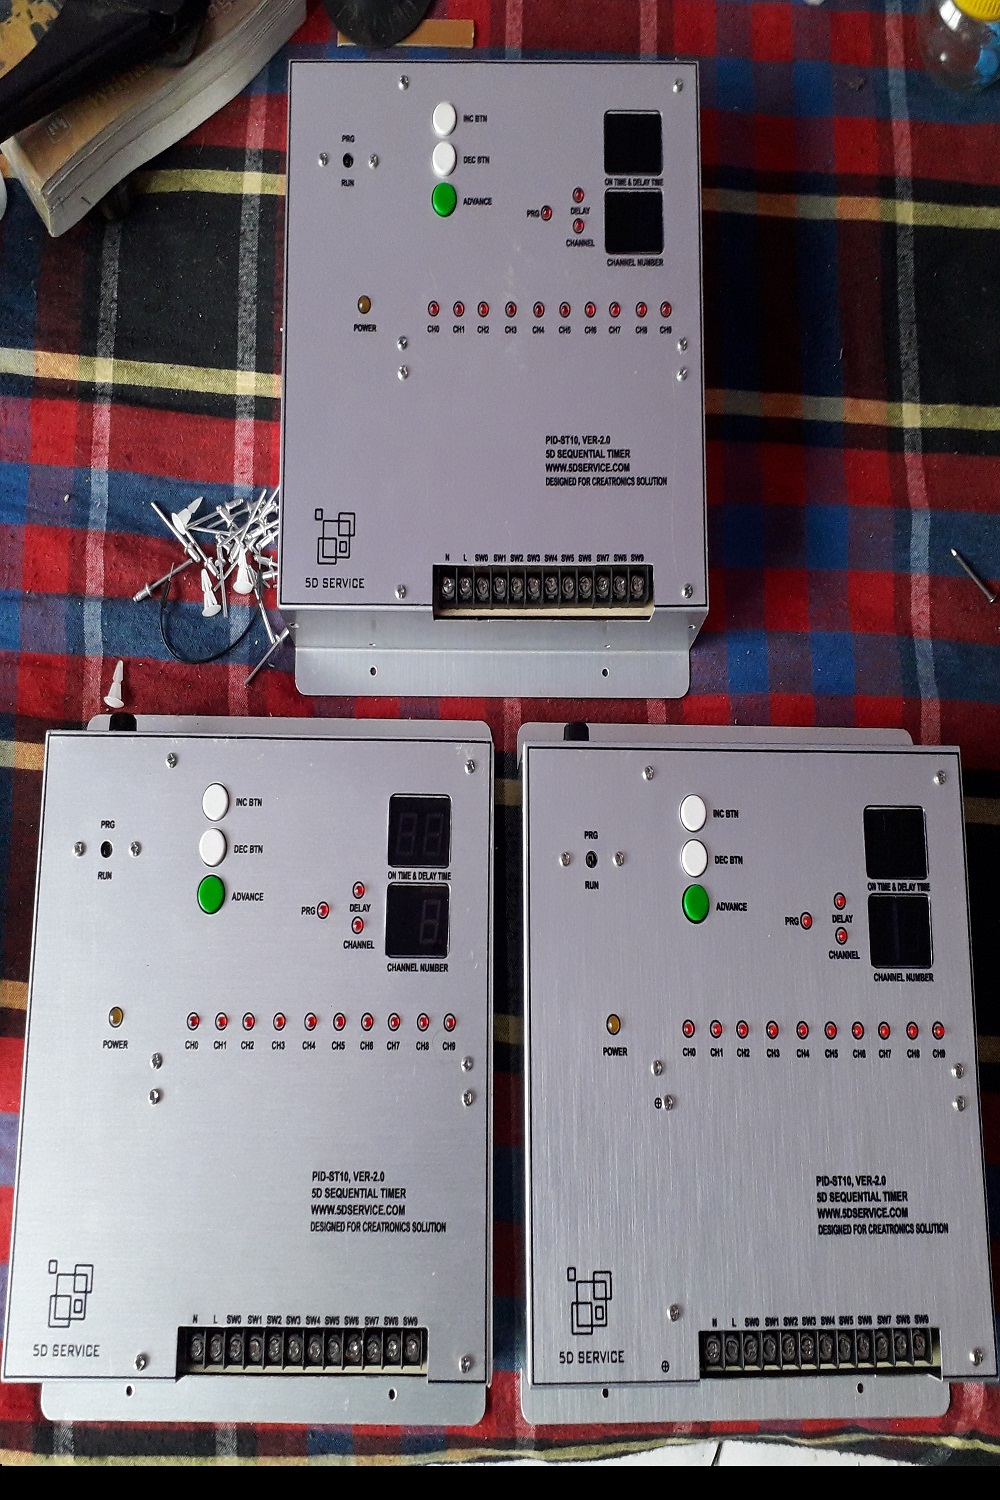 INC BTN
PRG
DEC BTN
RUN
ON TIME & DELAY TIME
ADVANCE
DELAY
PRG
CHANNEL
CHANNEL NUMBER
POWER
CH0 CH1 CH2 CH3 CH4 CH5 CH6 CH7 CH8 CH9
PID-ST10, VER-2.0
5D SEQUENTIAL TIMER
WWW.5DSERVICE.COM
DESIGNED FOR CREATRONICS SOLUTION
N L SW0 SW1 SW2 SW3 SW4 SW5 SW6 SW7 SW8 SW9
5D SERVICE
INC BTN
PRG
DEC BTN
RUN
ON TIME & DELAY TIME
ADVANCE
DELAY
PRG
CHANNEL
CHANNEL NUMBER
POWER
CH0 CH1 CH2 CH3 CH4 CH5 CH6 CH7 CH8 CH9
PID-ST10, VER-2.0
5D SEQUENTIAL TIMER
WWW.5DSERVICE.COM
DESIGNED FOR CREATRONICS SOLUTION
N L SW0 SW1 SW2 SW3 SW4 SW5 SW6 SW7 SW8 SW9
5D SERVICE
INC BTN
PRG
DEC BTN
RUN
ON TIME & DELAY TIME
ADVANCE
DELAY
PRG
CHANNEL
CHANNEL NUMBER
POWER
CH0 CH1 CH2 CH3 CH4 CH5 CH6 CH7 CH8 CH9
PID-ST10, VER-2.0
5D SEQUENTIAL TIMER
WWW.5DSERVICE.COM
DESIGNED FOR CREATRONICS SOLUTION
N L SW0 SW1 SW2 SW3 SW4 SW5 SW6 SW7 SW8 SW9
5D SERVICE